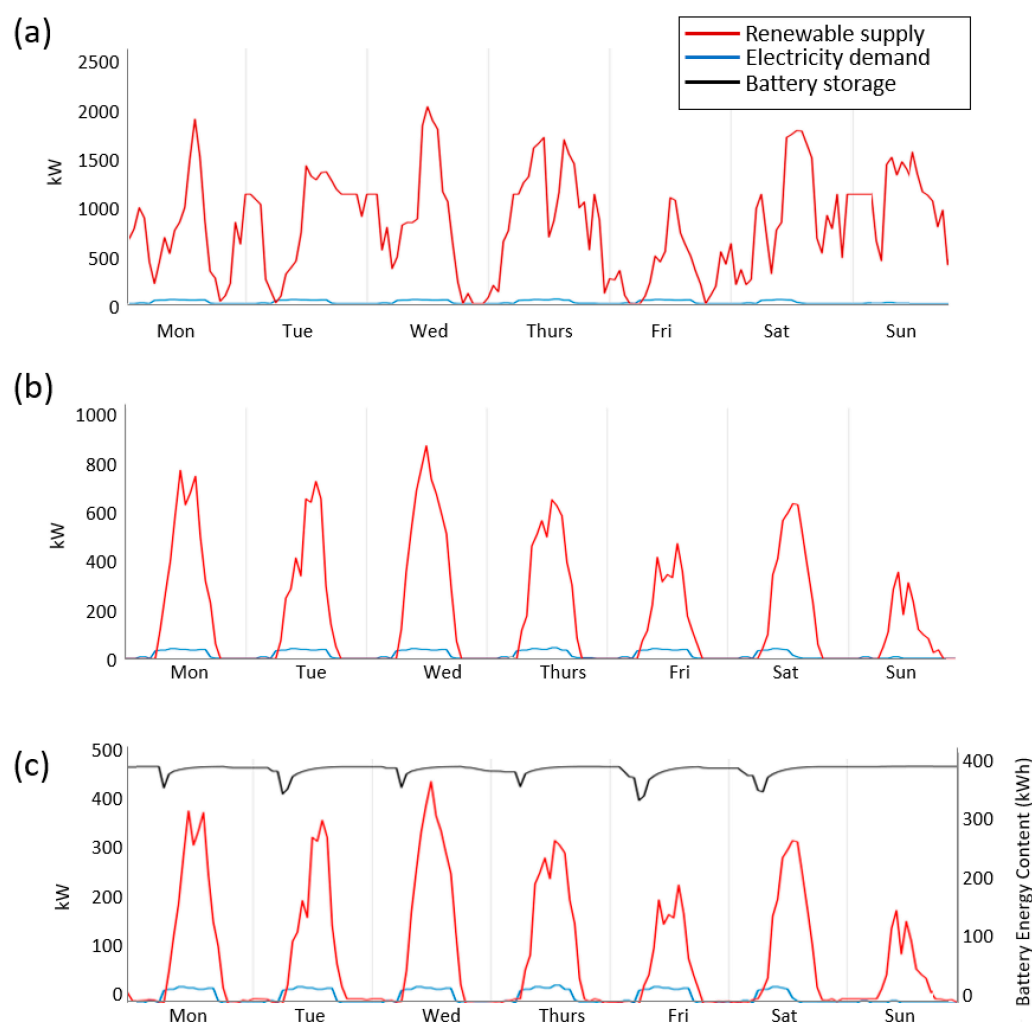 (a)
Renewable supply
Electricity demand
Battery storage
2500
2000
1500
1000
500
0
kW
Mon Tue Wed Thurs Fri Sat Sun
(b)
1000
800
600
400
200
0
kW
Mon Tue Wed Thurs Fri Sat Sun
(c)
500
400
300
200
100
0
kW
400
300
200
100
0
Battery Energy Content (kWh)
Mon Tue Wed Thurs Fri Sat Sun